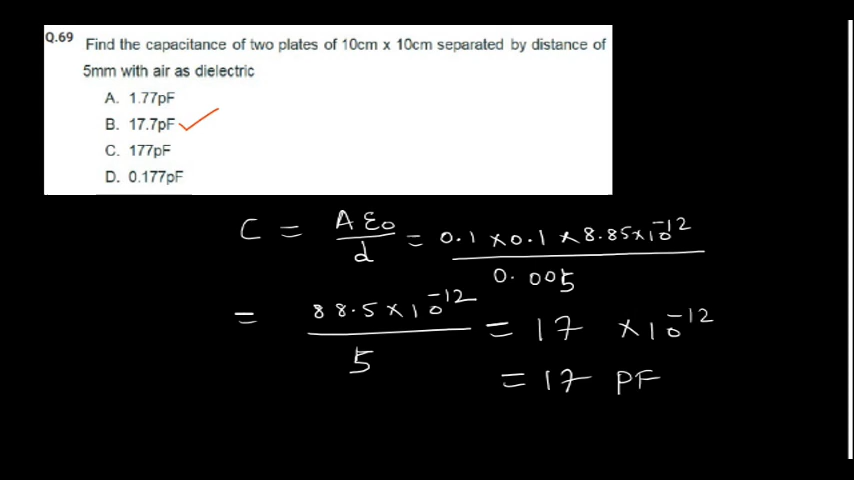 Q.69 Find the capacitance of two plates of 10cm x 10cm separated by distance of
5mm with air as dielectric
A. 1.77pF
B. 17.7pF
C. 177pF
D. 0.177pF
C = Aε₀/d = 0.1 × 0.1 × 8.85×10⁻¹²/0.005
= 88.5×10⁻¹²/5 = 17 ×10⁻¹²
= 17 PF